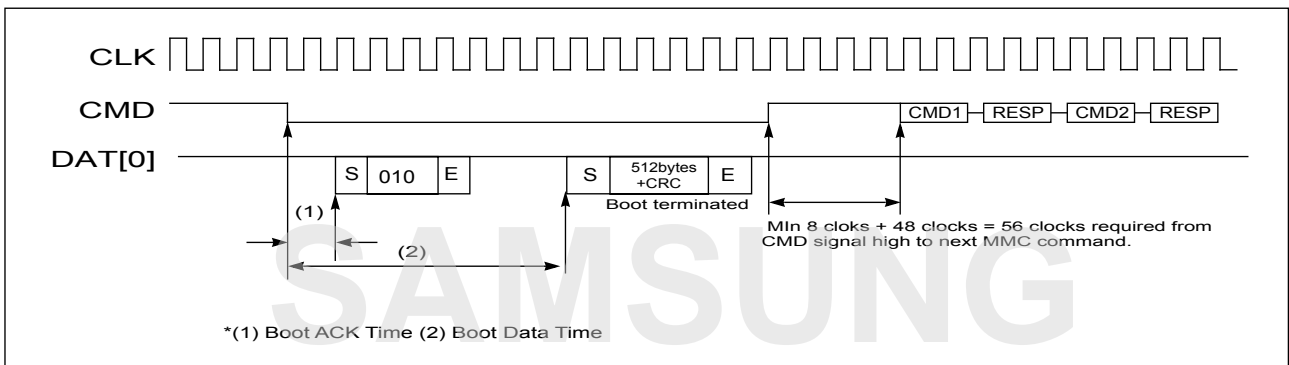 CLK
CMD
CMD1 RESP CMD2 RESP
DAT[0]
S 010 E S 512bytes +CRC E
Boot terminated
(1)
MIn 8 cloks + 48 clocks = 56 clocks required from
CMD signal high to next MMC command.
(2)
SAMSUNG
*(1) Boot ACK Time (2) Boot Data Time